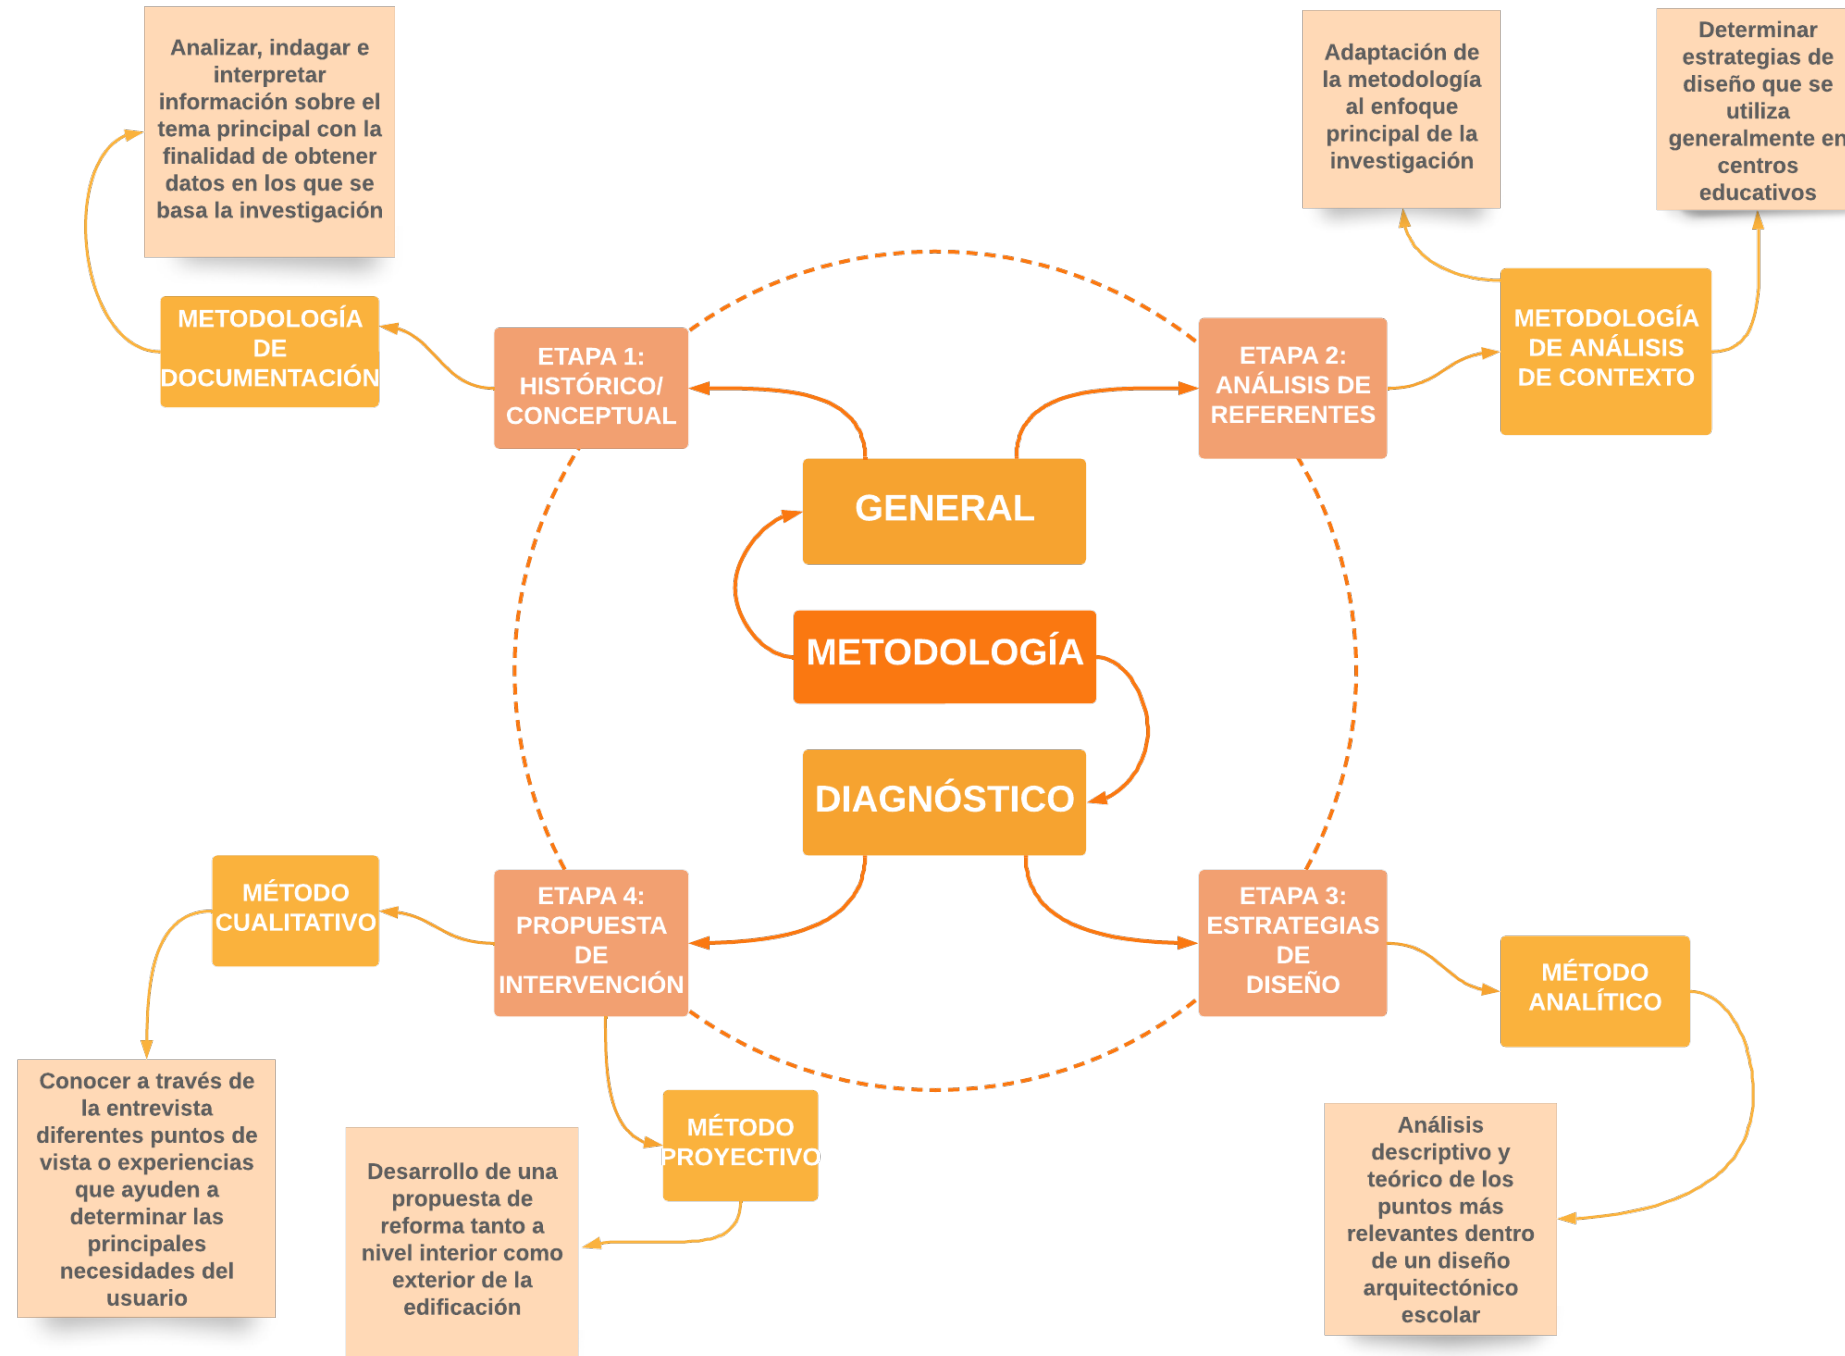 Analizar, indagar e
interpretar
información sobre el
tema principal con la
finalidad de obtener
datos en los que se
basa la investigación
Adaptación de
la metodología
al enfoque
principal de la
investigación
Determinar
estrategias de
diseño que se
utiliza
generalmente en
centros
educativos
METODOLOGÍA
DE
DOCUMENTACIÓN
ETAPA 1:
HISTÓRICO/
CONCEPTUAL
ETAPA 2:
ANÁLISIS DE
REFERENTES
METODOLOGÍA
DE ANÁLISIS
DE CONTEXTO
GENERAL
METODOLOGÍA
DIAGNÓSTICO
MÉTODO
CUALITATIVO
ETAPA 4:
PROPUESTA
DE
INTERVENCIÓN
ETAPA 3:
ESTRATEGIAS
DE
DISEÑO
MÉTODO
ANALÍTICO
Conocer a través de
la entrevista
diferentes puntos de
vista o experiencias
que ayuden a
determinar las
principales
necesidades del
usuario
MÉTODO
PROYECTIVO
Desarrollo de una
propuesta de
reforma tanto a
nivel interior como
exterior de la
edificación
Análisis
descriptivo y
teórico de los
puntos más
relevantes dentro
de un diseño
arquitectónico
escolar